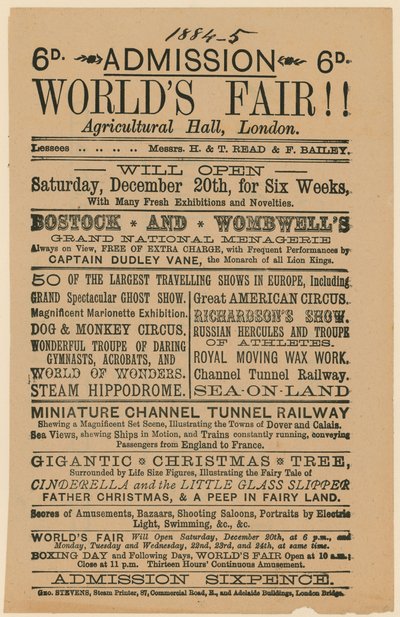 1884-5
6D. ADMISSION 6D.
WORLD'S FAIR!!
Agricultural Hall, London.
Lessees .. .. .. .. Messrs. H. & T. READ & F. BAILEY.
WILL OPEN
Saturday, December 20th, for Six Weeks,
With Many Fresh Exhibitions and Novelties.
BOSTOCK * AND * WOMBWELL'S
GRAND NATIONAL MENAGERIE
Always on View, FREE OF EXTRA CHARGE, with Frequent Performances by
CAPTAIN DUDLEY VANE, the Monarch of all Lion Kings.
50 OF THE LARGEST TRAVELLING SHOWS IN EUROPE, Including
GRAND Spectacular GHOST SHOW.
Magnificent Marionette Exhibition.
DOG & MONKEY CIRCUS.
WONDERFUL TROUPE OF DARING
GYMNASTS, ACROBATS, AND
WORLD OF WONDERS.
STEAM HIPPODROME.
Great AMERICAN CIRCUS.
RICHARDSON'S SHOW.
RUSSIAN HERCULES AND TROUPE
OF ATHLETES.
ROYAL MOVING WAX WORK.
Channel Tunnel Railway.
SEA-ON-LAND
MINIATURE CHANNEL TUNNEL RAILWAY
Shewing a Magnificent Set Scene, Illustrating the Towns of Dover and Calais.
Sea Views, shewing Ships in Motion, and Trains constantly running, conveying
Passengers from England to France.
GIGANTIC * CHRISTMAS * TREE,
Surrounded by Life Size Figures, Illustrating the Fairy Tale of
CINDERELLA and the LITTLE GLASS SLIPPER
FATHER CHRISTMAS, & A PEEP IN FAIRY LAND.
Scores of Amusements, Bazaars, Shooting Saloons, Portraits by Electric
Light, Swimming, &c., &c.
WORLD'S FAIR Will Open Saturday, December 20th, at 6 p.m., and
Monday, Tuesday and Wednesday, 22nd, 23rd, and 24th, at same time.
BOXING DAY and Following Days, WORLD'S FAIR Open at 10 a.m.;
Close at 11 p.m. Thirteen Hours' Continuous Amusement.
ADMISSION SIXPENCE.
GEO. STEVENS, Steam Printer, 87, Commercial Road, E., and Adelaide Buildings, London Bridge.